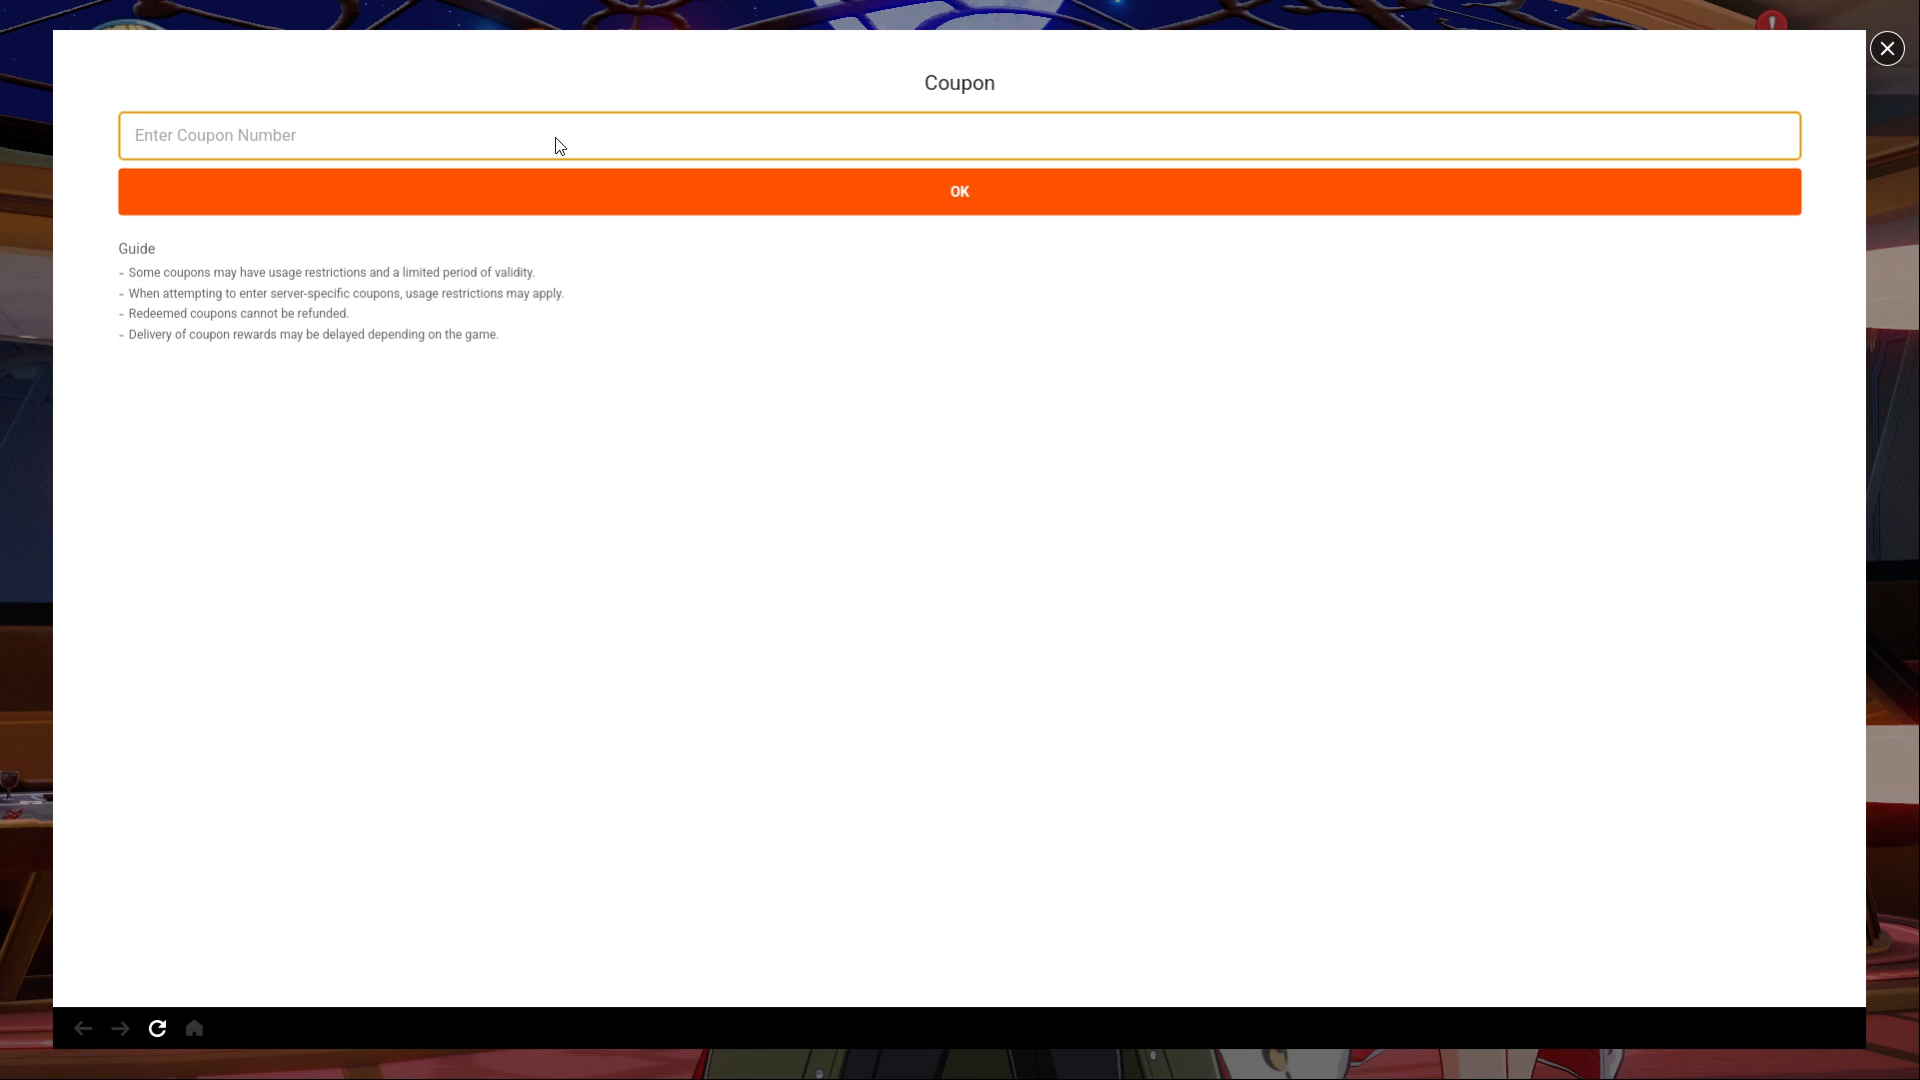 Coupon
Enter Coupon Number
OK
Guide
- Some coupons may have usage restrictions and a limited period of validity.
- When attempting to enter server-specific coupons, usage restrictions may apply.
- Redeemed coupons cannot be refunded.
- Delivery of coupon rewards may be delayed depending on the game.